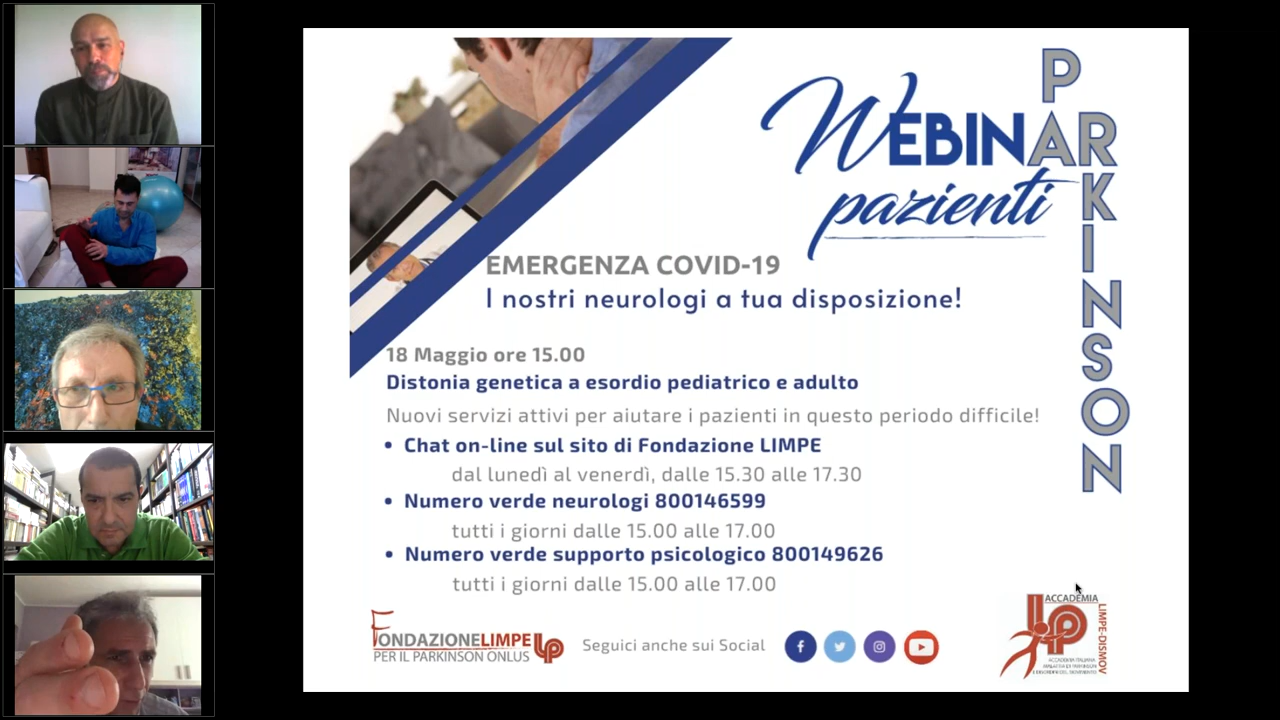 WEBINAR
PARKINSON
pazienti
EMERGENZA COVID-19
I nostri neurologi a tua disposizione!
18 Maggio ore 15.00
Distonia genetica a esordio pediatrico e adulto
Nuovi servizi attivi per aiutare i pazienti in questo periodo difficile!
• Chat on-line sul sito di Fondazione LIMPE
dal lunedì al venerdì, dalle 15.30 alle 17.30
• Numero verde neurologi 800146599
tutti i giorni dalle 15.00 alle 17.00
• Numero verde supporto psicologico 800149626
tutti i giorni dalle 15.00 alle 17.00
FONDAZIONELIMPE
PER IL PARKINSON ONLUS
Seguici anche sui Social
ACCADEMIA
LIMPE-DISMOV